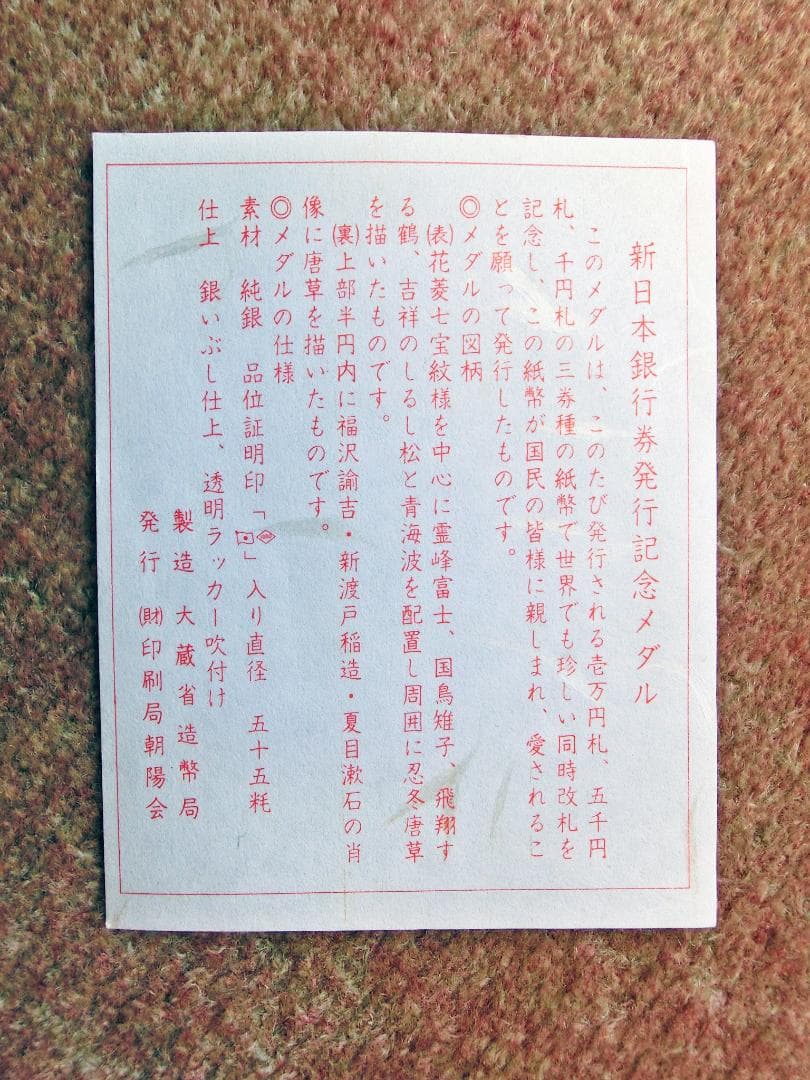 新日本銀行券発行記念メダル
このメダルは、このたび発行される壱万円札、五千円
札、千円札の三券種の紙幣で世界でも珍しい同時改札を
記念し、この紙幣が国民の皆様に親しまれ、愛されるこ
とを願って発行したものです。
◎メダルの図柄
㈹花菱七宝紋様を中心に霊峰富士、国鳥雉子、飛翔す
る鶴、吉祥のしるし松と青海波を配置し周囲に忍冬唐草
を描いたものです。
(裏)上部半円内に福沢諭吉・新渡戸稲造・夏目漱石の肖
像に唐草を描いたものです。
◎メダルの仕様
素材 純銀 品位証明印「」入り直径 五十五粍
仕上 銀いぶし仕上、透明ラッカー吹付け
製造 大蔵省造幣局
発行 ㈶印刷局朝陽会